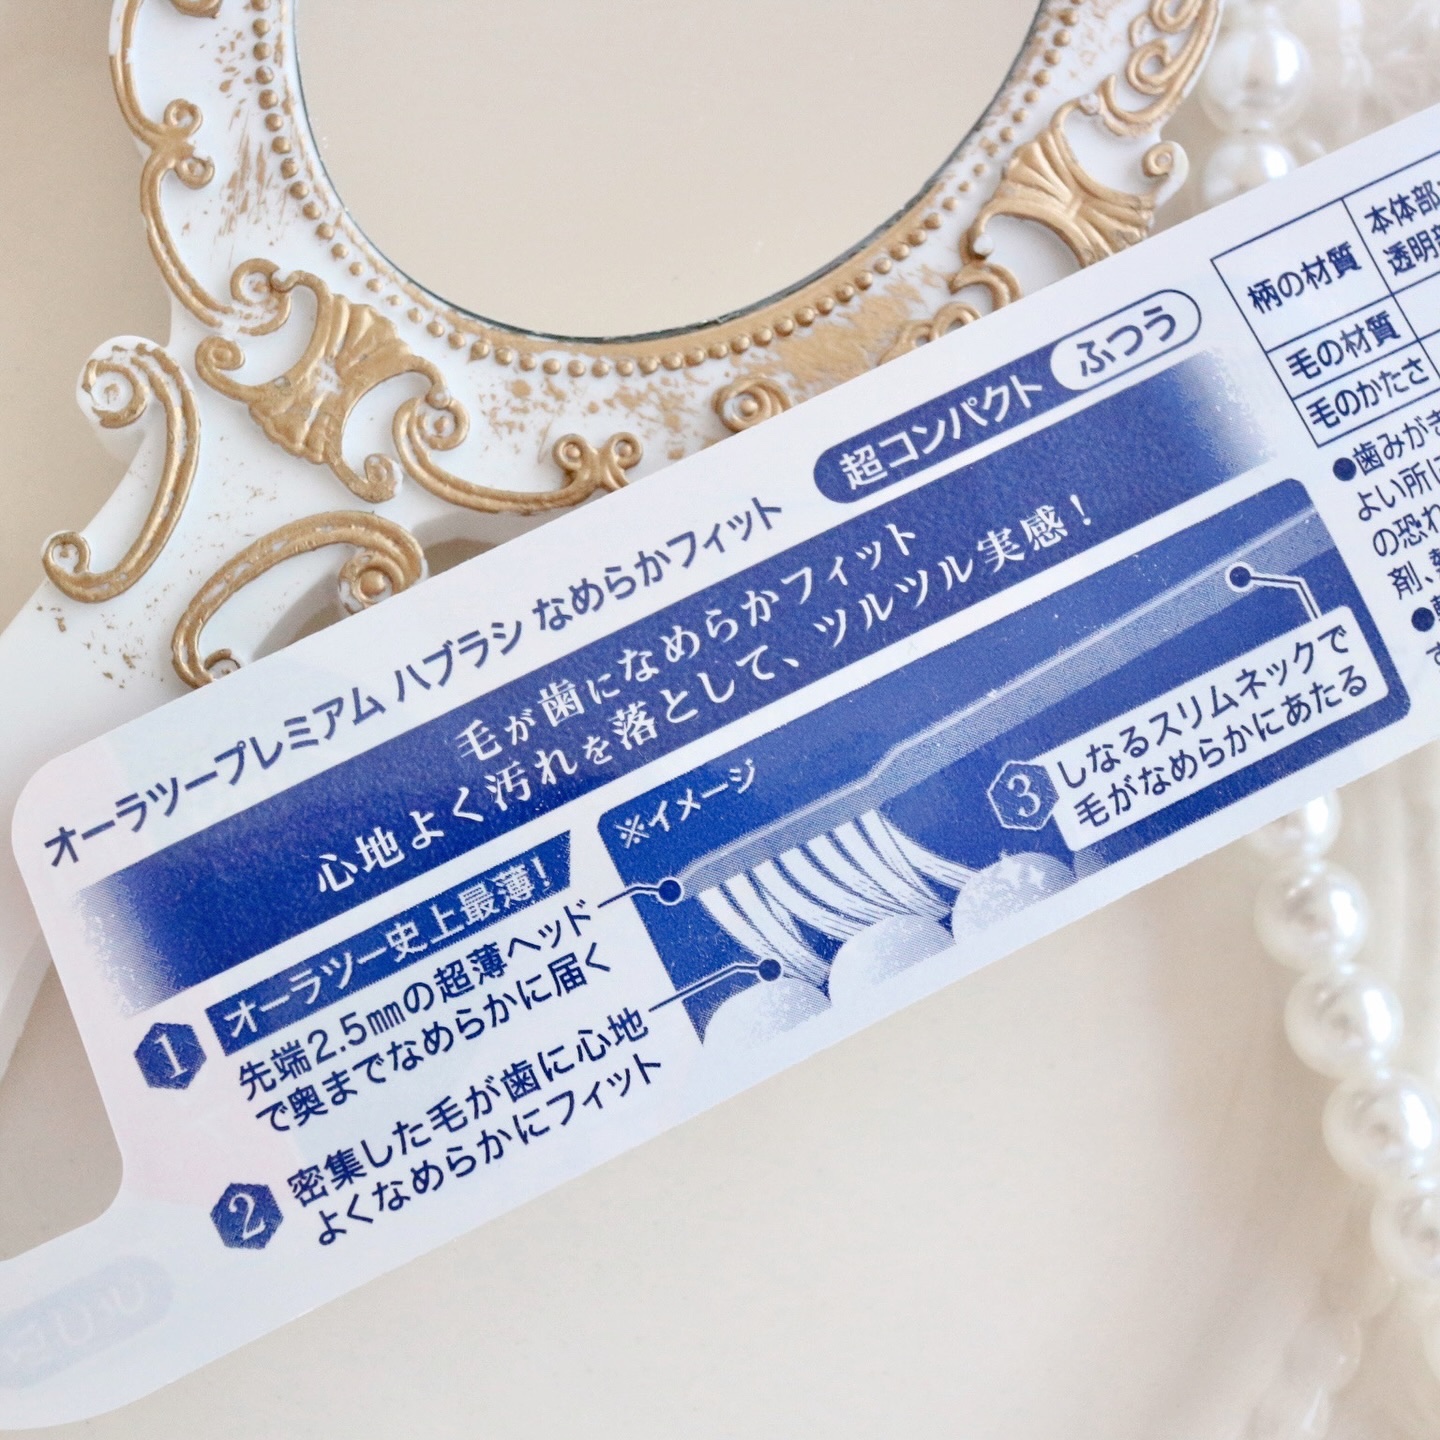 オーラツープレミアム ハブラシ なめらかフィット 超コンパクト ふつう
毛が歯になめらかフィット
心地よく汚れを落として、ツルツル実感！
1 オーラツー史上最薄！
先端2.5㎜の超薄ヘッド
で奥までなめらかに届く
2 密集した毛が歯に心地
よくなめらかにフィット
※イメージ
3 しなるスリムネックで
毛がなめらかにあたる
柄の材質
本体部
透明部
毛の材質
毛のかたさ
●歯みがき
よい所に
の恐れ
剤、